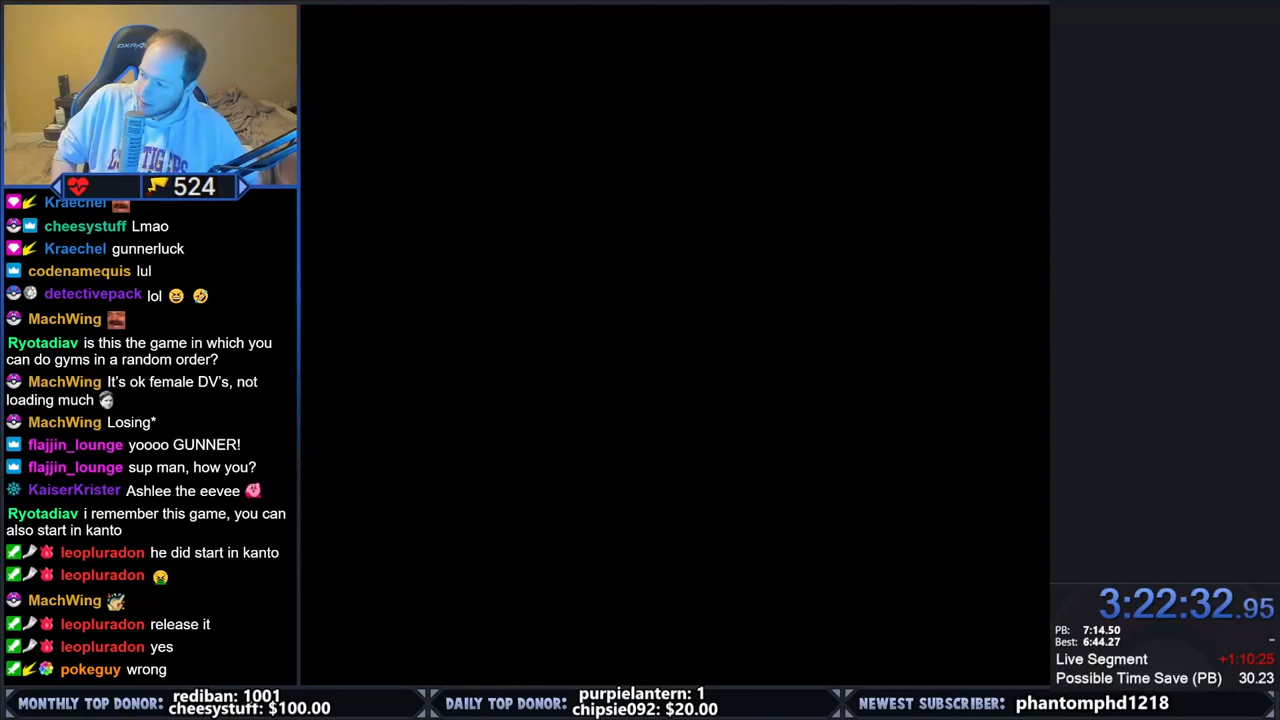 DXRA
TIGERS
524
Kraechel
cheesystuff Lmao
Kraechel gunnerluck
codenamequis lul
detectivepack lol 😆 🤣
MachWing
Ryotadiav is this the game in which you
can do gyms in a random order?
MachWing It's ok female DV's, not
loading much
MachWing Losing*
flajjin_lounge yoooo GUNNER!
flajjin_lounge sup man, how you?
KaiserKrister Ashlee the eevee
Ryotadiav i remember this game, you can
also start in kanto
leopluradon he did start in kanto
leopluradon 🤮
MachWing
leopluradon release it
leopluradon yes
pokeguy wrong
3:22:32.95
PB: 7:14.50
Best: 6:44.27 -
Live Segment +1:10:25
Possible Time Save (PB) 30.23
MONTHLY TOP DONOR: rediban: 1001
cheesystuff: $100.00
DAILY TOP DONOR: purpielantern: 1
chipsie092: $20.00
NEWEST SUBSCRIBER: phantomphd1218